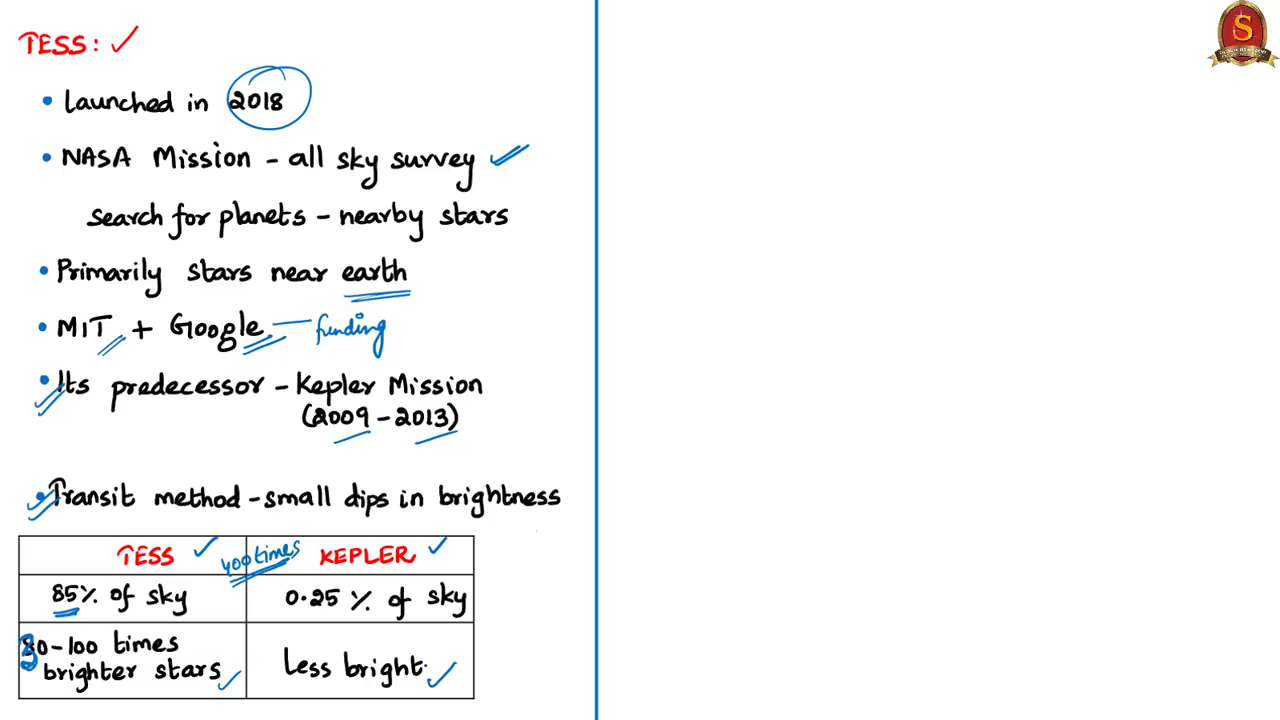 TESS:
• Launched in 2018
• NASA Mission - all sky survey
search for planets - nearby stars
• Primarily stars near earth
• MIT + Google - funding
• Its predecessor - Kepler Mission
(2009 - 2013)
• Transit method - small dips in brightness
TESS 400 times KEPLER
85% of sky 0.25 % of sky
30-100 times
brighter stars Less bright
S